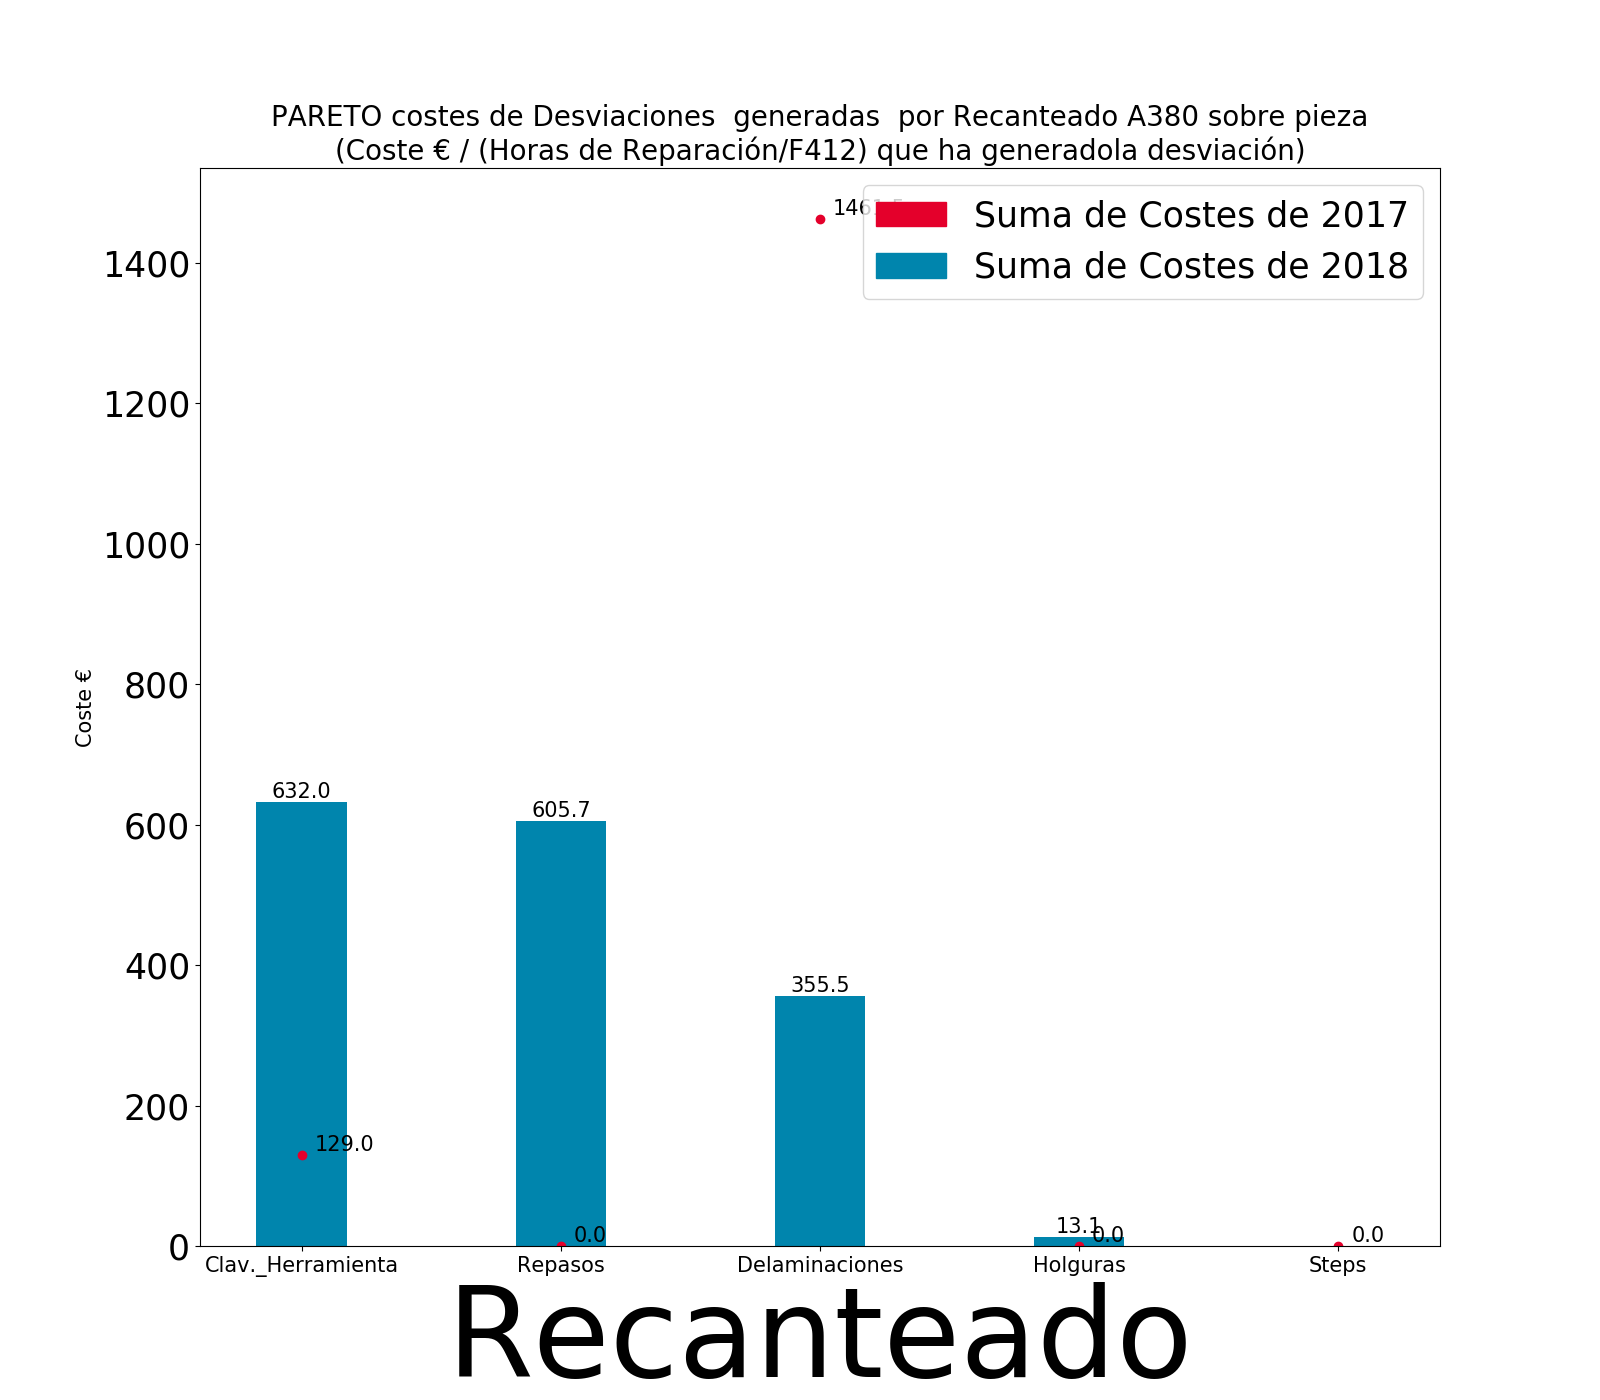 PARETO costes de Desviaciones  generadas  por Recanteado A380 sobre pieza
(Coste € / (Horas de Reparación/F412) que ha generadola desviación)
1461.5
Suma de Costes de 2017
Suma de Costes de 2018
1400
1200
1000
800
600
400
200
0
Coste €
632.0
605.7
355.5
129.0
13.1
0.0
0.0
0.0
Clav._Herramienta
Repasos
Delaminaciones
Holguras
Steps
Recanteado